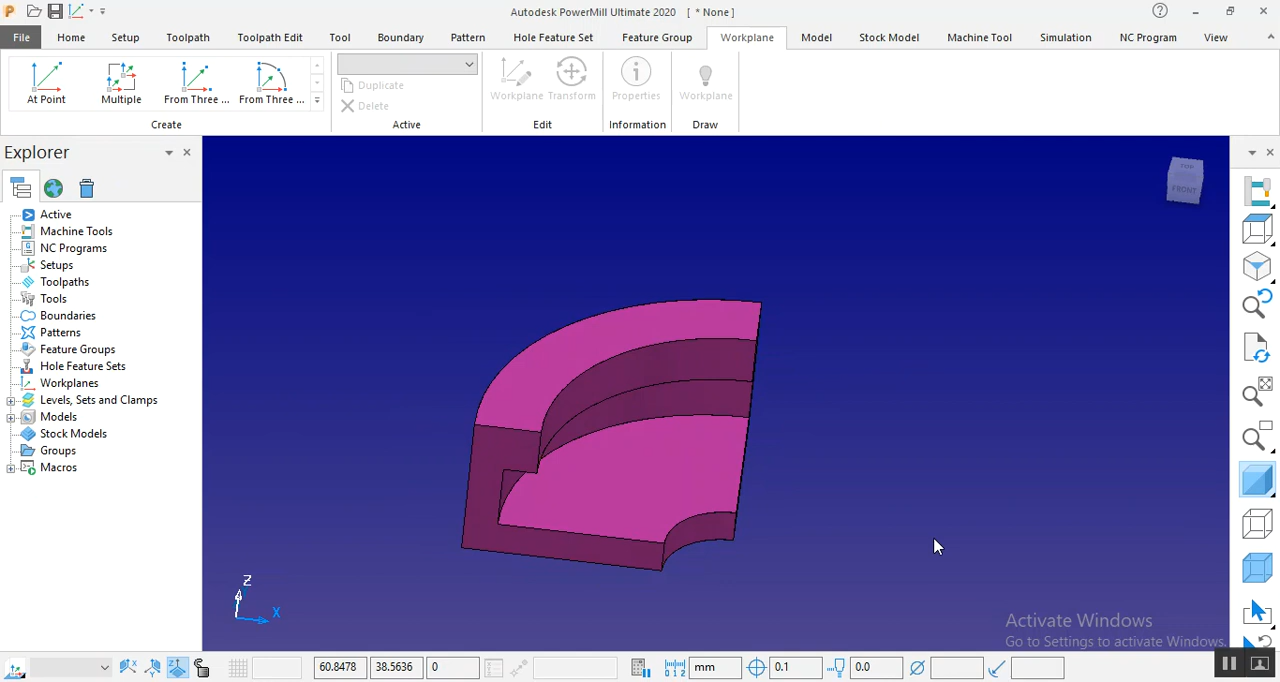 Autodesk PowerMill Ultimate 2020 [ * None ]
File Home Setup Toolpath Toolpath Edit Tool Boundary Pattern Hole Feature Set Feature Group Workplane Model Stock Model Machine Tool Simulation NC Program View
At Point Multiple From Three ... From Three ...
Duplicate
Delete
Workplane Transform Properties Workplane
Create Active Edit Information Draw
Explorer
Active
Machine Tools
NC Programs
Setups
Toolpaths
Tools
Boundaries
Patterns
Feature Groups
Hole Feature Sets
Workplanes
Levels, Sets and Clamps
Models
Stock Models
Groups
Macros
TOP
FRONT
Z
X
Activate Windows
Go to Settings to activate Windows.
60.8478 38.5636 0 mm 0.1 0.0